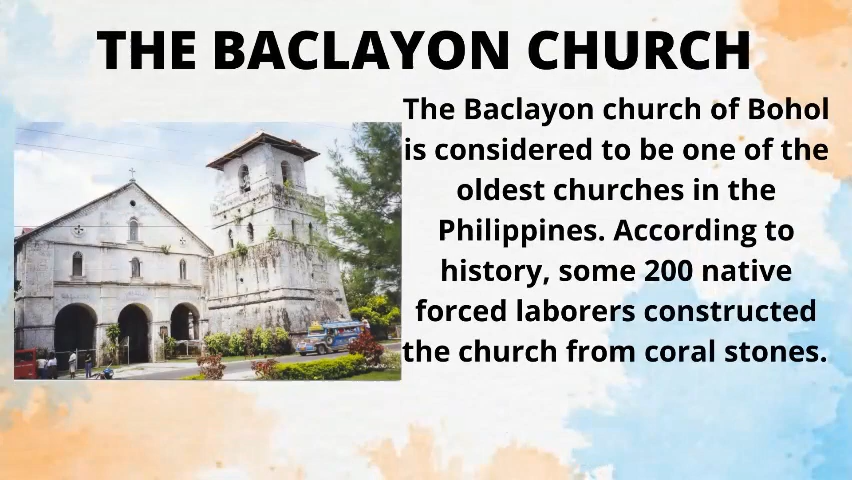 THE BACLAYON CHURCH
The Baclayon church of Bohol
is considered to be one of the
oldest churches in the
Philippines. According to
history, some 200 native
forced laborers constructed
the church from coral stones.